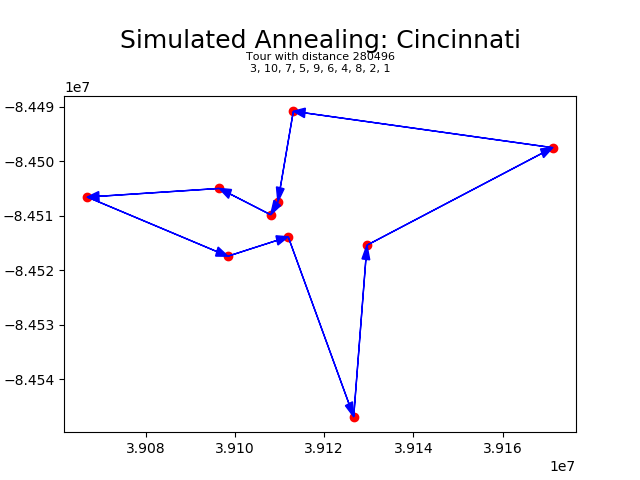 Simulated Annealing: Cincinnati
Tour with distance 280496
3, 10, 7, 5, 9, 6, 4, 8, 2, 1
1e7
−8.449
−8.450
−8.451
−8.452
−8.453
−8.454
3.908 3.910 3.912 3.914 3.916
1e7